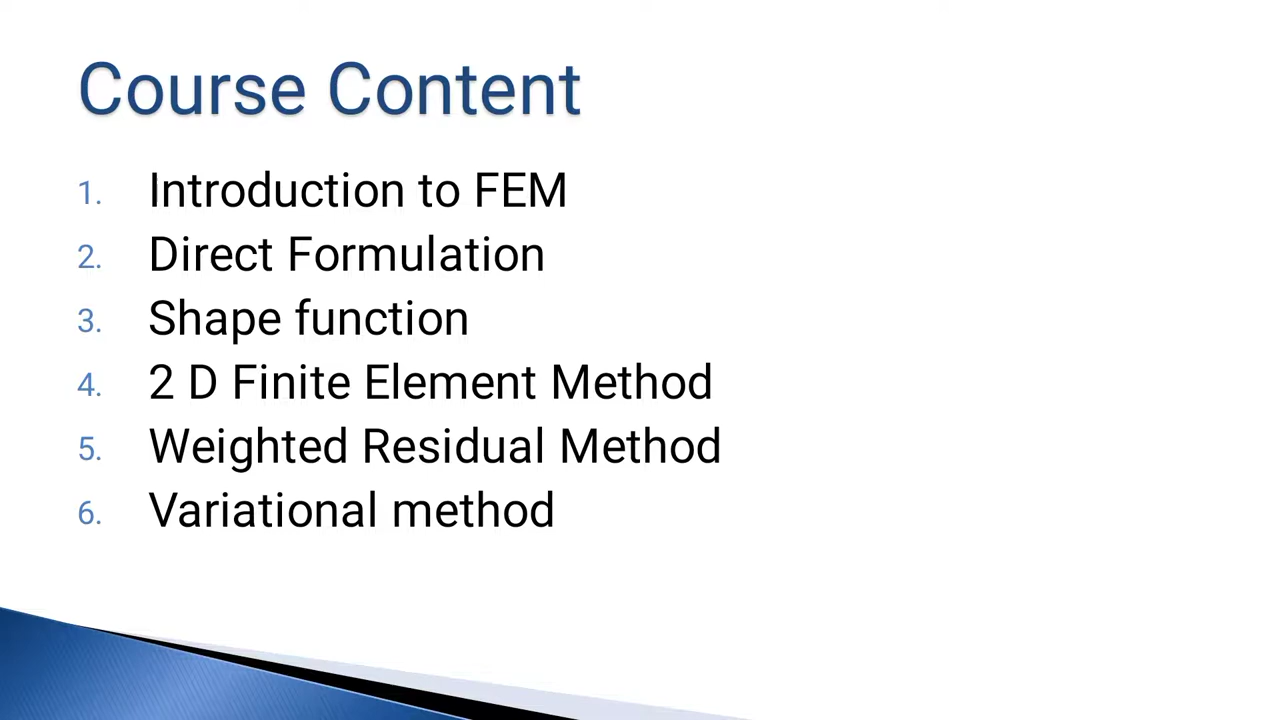 Course Content
1. Introduction to FEM
2. Direct Formulation
3. Shape function
4. 2 D Finite Element Method
5. Weighted Residual Method
6. Variational method